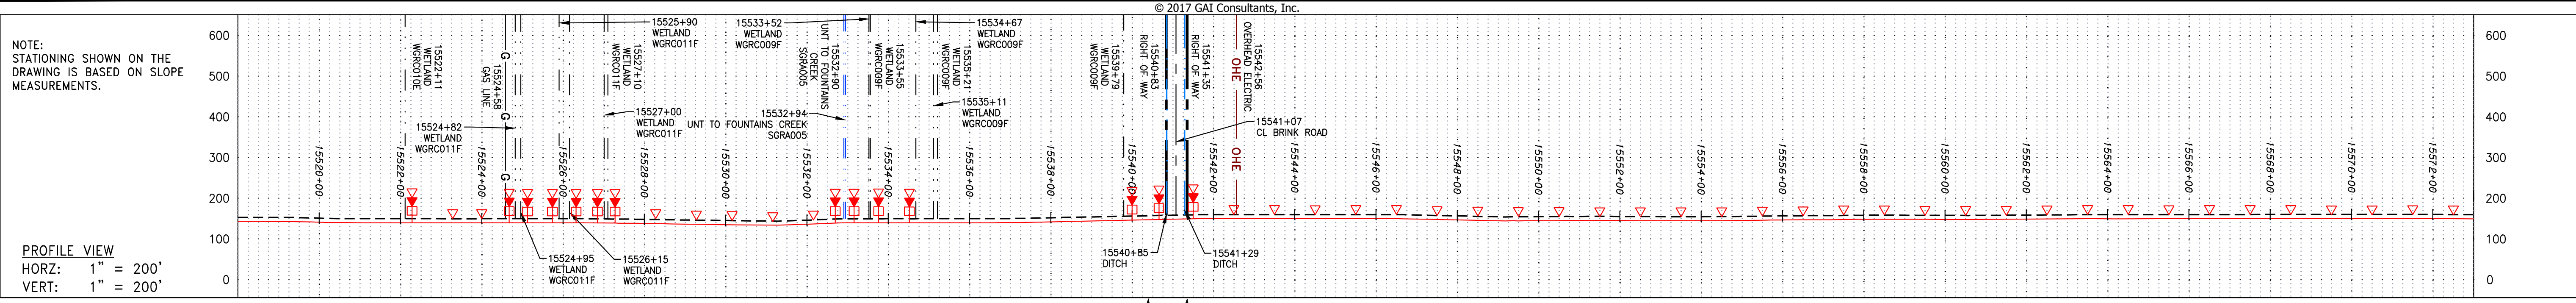 © 2017 GAI Consultants, Inc.
NOTE:
STATIONING SHOWN ON THE
DRAWING IS BASED ON SLOPE
MEASUREMENTS.
PROFILE VIEW
HORZ: 1" = 200'
VERT: 1" = 200'
600
500
400
300
200
100
0
15522+11
WETLAND
WGRC010E
15524+58
GAS LINE
G
G
G
15524+82
WETLAND
WGRC011F
15525+90
WETLAND
WGRC011F
15527+10
WETLAND
WGRC011F
15527+00
WETLAND
WGRC011F
15524+95
WETLAND
WGRC011F
15526+15
WETLAND
WGRC011F
15533+52
WETLAND
WGRC009F
15532+90
UNT TO FOUNTAINS
CREEK
SGRA005
15532+94
UNT TO FOUNTAINS CREEK
SGRA005
15533+55
WETLAND
WGRC009F
15534+67
WETLAND
WGRC009F
15535+21
WETLAND
WGRC009F
15535+11
WETLAND
WGRC009F
15539+79
WETLAND
WGRC009F
15540+83
RIGHT OF WAY
15541+35
RIGHT OF WAY
15542+56
OVERHEAD ELECTRIC
OHE
OHE
15541+07
CL BRINK ROAD
15540+85
DITCH
15541+29
DITCH
15520+00
15522+00
15524+00
15526+00
15528+00
15530+00
15532+00
15534+00
15536+00
15538+00
15540+00
15542+00
15544+00
15546+00
15548+00
15550+00
15552+00
15554+00
15556+00
15558+00
15560+00
15562+00
15564+00
15566+00
15568+00
15570+00
15572+00
600
500
400
300
200
100
0